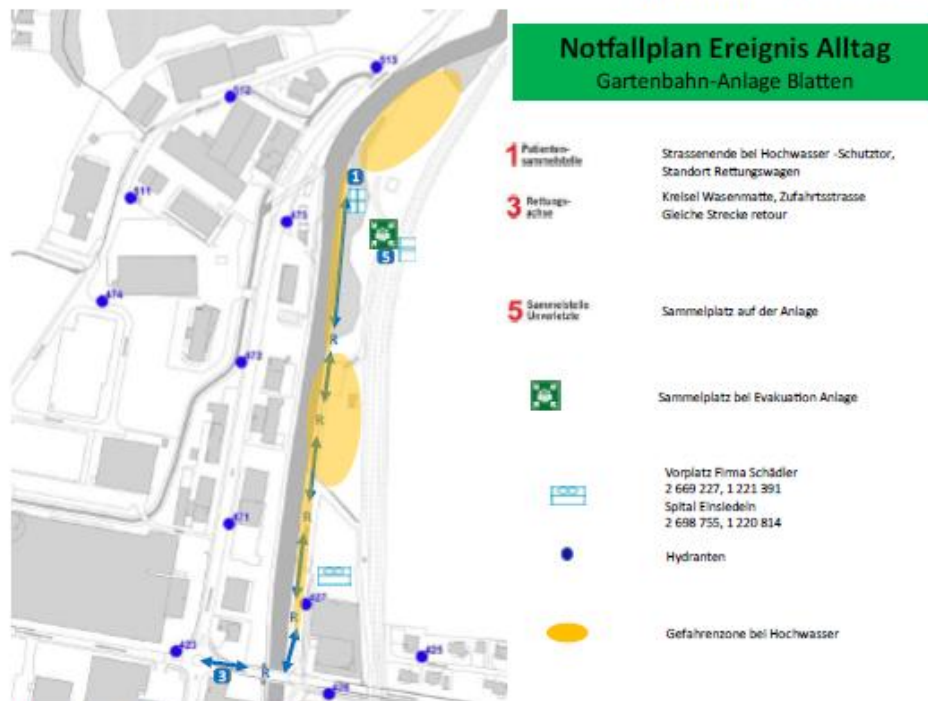 Notfallplan Ereignis Alltag
Gartenbahn-Anlage Blatten
1 Patienten-
sammelstelle
Strassenende bei Hochwasser -Schutztor,
Standort Rettungswagen
3 Rettungs-
achse
Kreisel Wasenmatte, Zufahrtsstrasse
Gleiche Strecke retour
5 Sammelstelle
Unverletzte
Sammelplatz auf der Anlage
Sammelplatz bei Evakuation Anlage
Vorplatz Firma Schädler
2 669 227, 1 221 391
Spital Einsiedeln
2 698 755, 1 220 814
Hydranten
Gefahrenzone bei Hochwasser
513
512
1
511
475
5
474
R
473
R
R
471
427
R
423
425
3
R
426